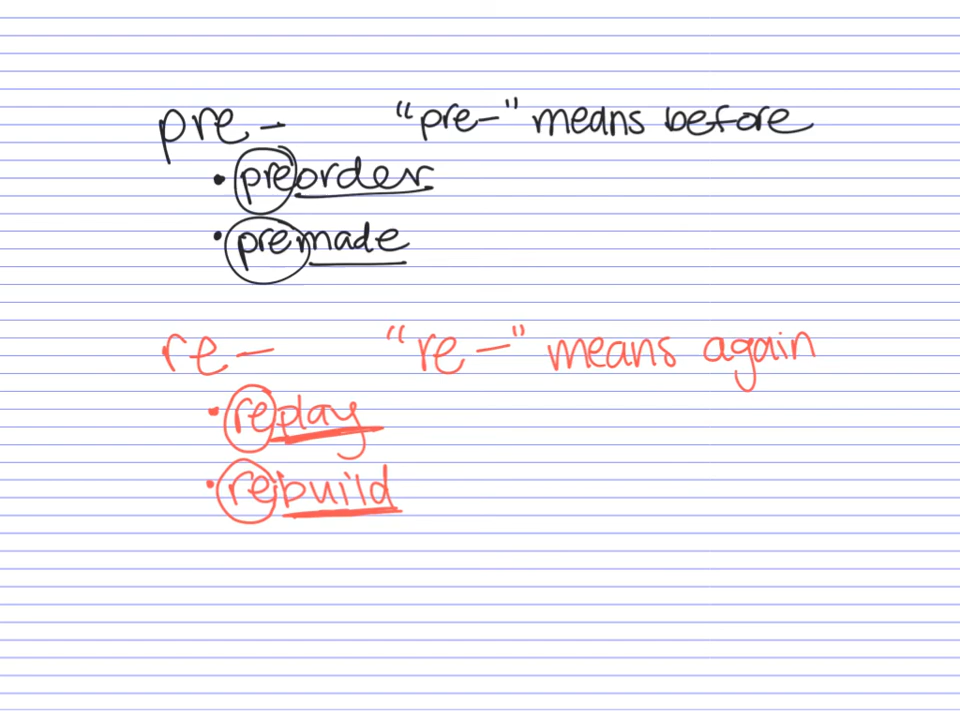 pre- "pre-" means before
• preorder
• premade
re- "re-" means again
• replay
• rebuild